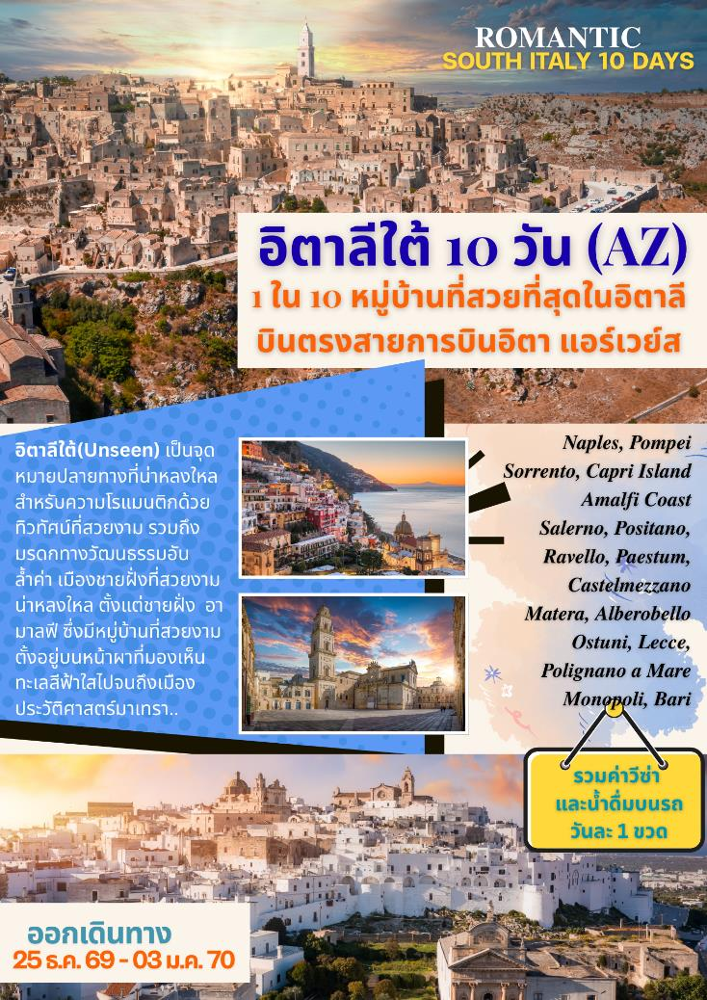 ROMANTIC
SOUTH ITALY 10 DAYS
อิตาลีใต้ 10 วัน (AZ)
1 ใน 10 หมู่บ้านที่สวยที่สุดในอิตาลี
บินตรงสายการบินอิตา แอร์เวย์ส
อิตาลีใต้(Unseen) เป็นจุด
หมายปลายทางที่น่าหลงใหล
สำหรับความโรแมนติกด้วย
ทิวทัศน์ที่สวยงาม รวมถึง
มรดกทางวัฒนธรรมอัน
ล้ำค่า เมืองชายฝั่งที่สวยงาม
น่าหลงใหล ตั้งแต่ชายฝั่ง อา
มาลฟี ซึ่งมีหมู่บ้านที่สวยงาม
ตั้งอยู่บนหน้าผาที่มองเห็น
ทะเลสีฟ้าใสไปจนถึงเมือง
ประวัติศาสตร์มาเทรา..
Naples, Pompei
Sorrento, Capri Island
Amalfi Coast
Salerno, Positano,
Ravello, Paestum,
Castelmezzano
Matera, Alberobello
Ostuni, Lecce,
Polignano a Mare
Monopoli, Bari
รวมค่าวีซ่า
และน้ำดื่มบนรถ
วันละ 1 ขวด
ออกเดินทาง
25 ธ.ค. 69 - 03 ม.ค. 70